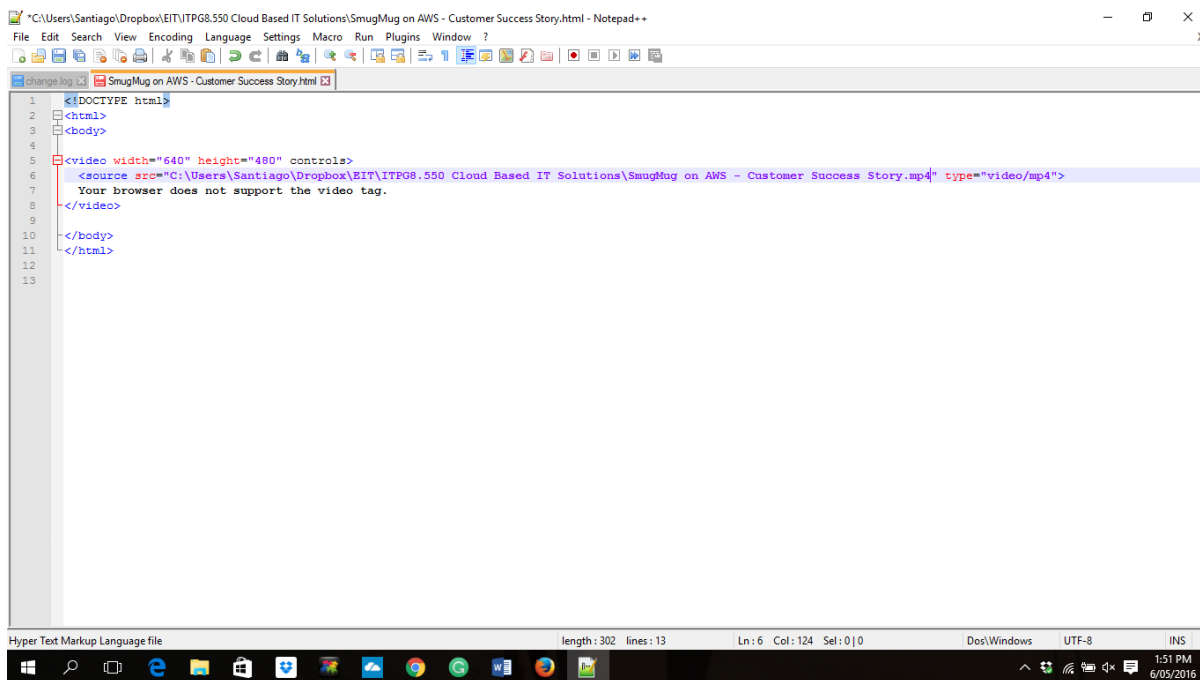 *C:\Users\Santiago\Dropbox\EIT\ITPG8.550 Cloud Based IT Solutions\SmugMug on AWS - Customer Success Story.html - Notepad++
File Edit Search View Encoding Language Settings Macro Run Plugins Window ?
change.log SmugMug on AWS - Customer Success Story.html
1 <!DOCTYPE html>
2 <html>
3 <body>
4
5 <video width="640" height="480" controls>
6 <source src="C:\Users\Santiago\Dropbox\EIT\ITPG8.550 Cloud Based IT Solutions\SmugMug on AWS - Customer Success Story.mp4" type="video/mp4">
7 Your browser does not support the video tag.
8 </video>
9
10 </body>
11 </html>
12
13
Hyper Text Markup Language file length : 302 lines : 13 Ln : 6 Col : 124 Sel : 0 | 0 Dos\Windows UTF-8 INS
1:51 PM
6/05/2016